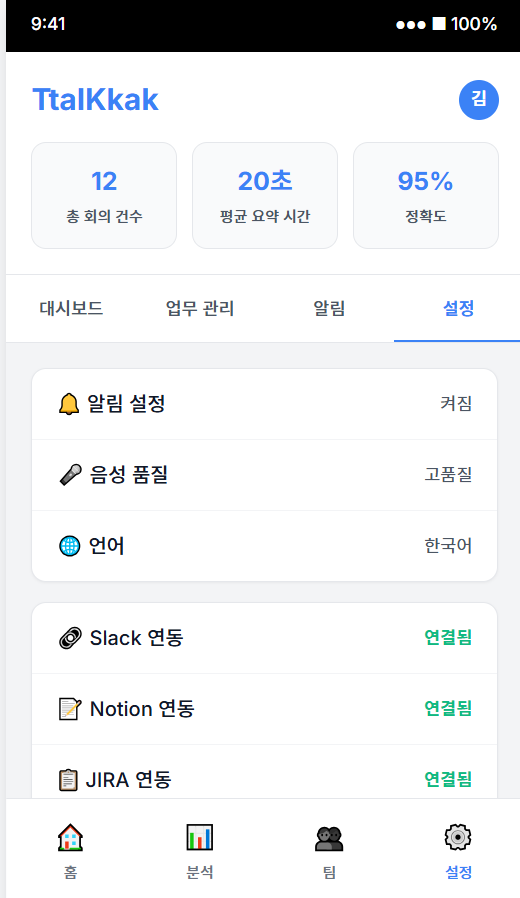 9:41 100%
TtalKkak 김
12 20초 95%
총 회의 건수 평균 요약 시간 정확도
대시보드 업무 관리 알림 설정
알림 설정 켜짐
음성 품질 고품질
언어 한국어
Slack 연동 연결됨
Notion 연동 연결됨
JIRA 연동 연결됨
홈 분석 팀 설정